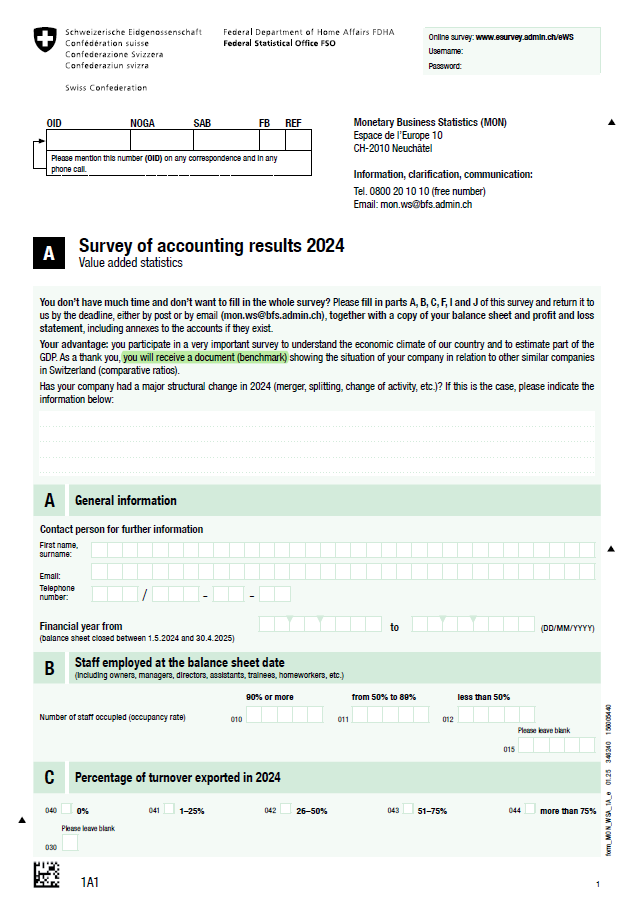 Schweizerische Eidgenossenschaft
Confédération suisse
Confederazione Svizzera
Confederaziun svizra
Swiss Confederation
Federal Department of Home Affairs FDHA
Federal Statistical Office FSO
Online survey: www.esurvey.admin.ch/eWS
Username:
Password:
OID NOGA SAB FB REF
Please mention this number (OID) on any correspondence and in any
phone call.
Monetary Business Statistics (MON)
Espace de l'Europe 10
CH-2010 Neuchâtel
Information, clarification, communication:
Tel. 0800 20 10 10 (free number)
Email: mon.ws@bfs.admin.ch
A Survey of accounting results 2024
Value added statistics
You don't have much time and don't want to fill in the whole survey? Please fill in parts A, B, C, F, I and J of this survey and return it to
us by the deadline, either by post or by email (mon.ws@bfs.admin.ch), together with a copy of your balance sheet and profit and loss
statement, including annexes to the accounts if they exist.
Your advantage: you participate in a very important survey to understand the economic climate of our country and to estimate part of the
GDP. As a thank you, you will receive a document (benchmark) showing the situation of your company in relation to other similar companies
in Switzerland (comparative ratios).
Has your company had a major structural change in 2024 (merger, splitting, change of activity, etc.)? If this is the case, please indicate the
information below:
A General information
Contact person for further information
First name,
surname:
Email:
Telephone
number: / – –
Financial year from to (DD/MM/YYYY)
(balance sheet closed between 1.5.2024 and 30.4.2025)
B Staff employed at the balance sheet date
(including owners, managers, directors, assistants, trainees, homeworkers, etc.)
90% or more from 50% to 89% less than 50%
Number of staff occupied (occupancy rate) 010 011 012
Please leave blank
015
C Percentage of turnover exported in 2024
040 0% 041 1–25% 042 26–50% 043 51–75% 044 more than 75%
Please leave blank
030
form_MON_WSA_1A_e 01.25 346240 156005440
1A1
1